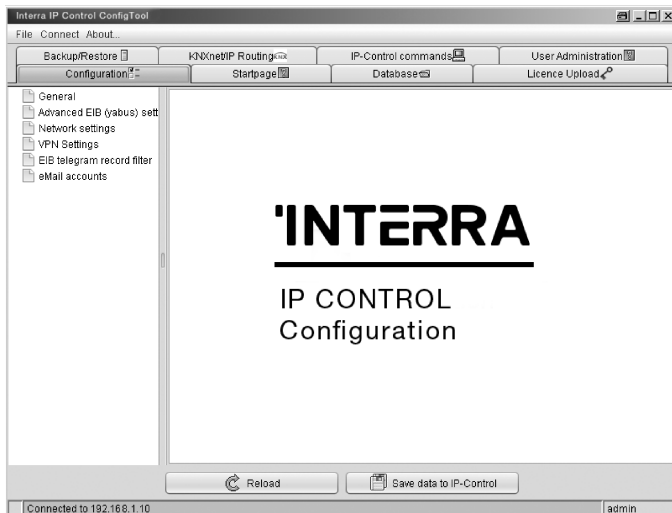 Interra IP Control ConfigTool
File Connect About...
Backup/Restore
KNXnet/IP Routing
IP-Control commands
User Administration
Configuration
Startpage
Database
Licence Upload
General
Advanced EIB (yabus) sett
Network settings
VPN Settings
EIB telegram record filter
eMail accounts
INTERRA
IP CONTROL
Configuration
Reload
Save data to IP-Control
Connected to 192.168.1.10
admin